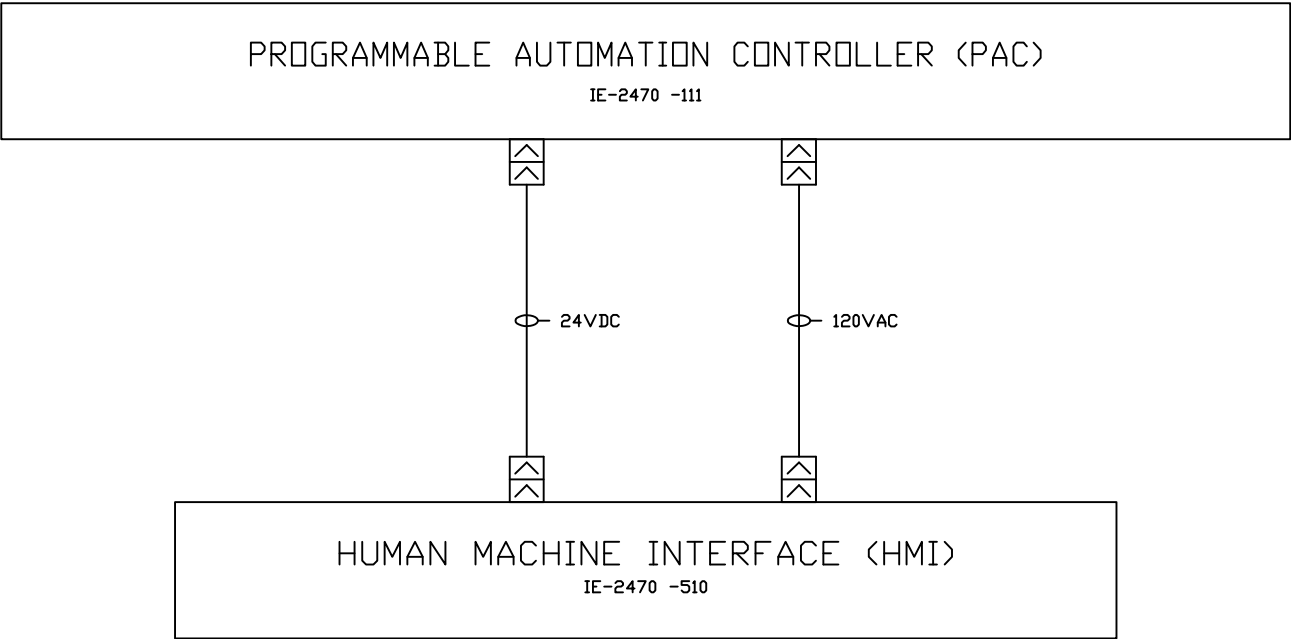 PROGRAMMABLE AUTOMATION CONTROLLER (PAC)
IE-2470 -111
24VDC
120VAC
HUMAN MACHINE INTERFACE (HMI)
IE-2470 -510